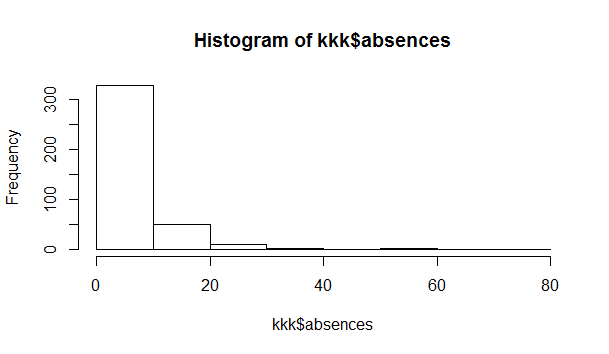 Histogram of kkk$absences
Frequency
300
200
100
0
0 20 40 60 80
kkk$absences